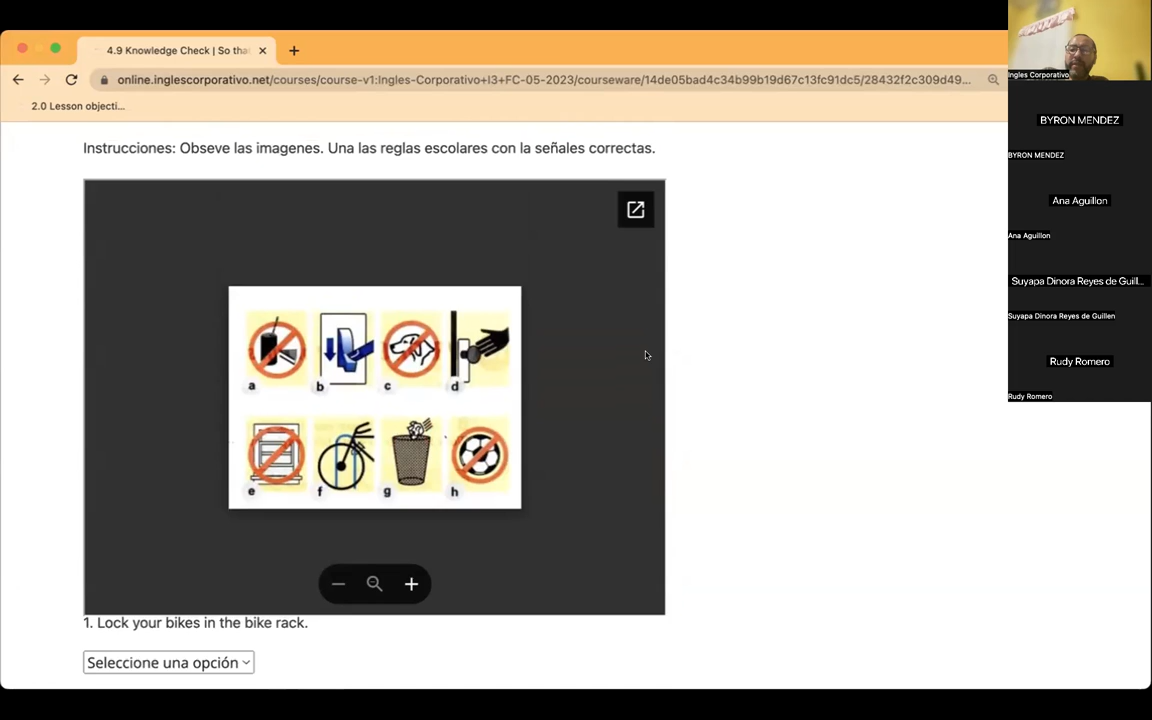 4.9 Knowledge Check | So tha
online.inglescorporativo.net/courses/course-v1:Ingles-Corporativo+I3+FC-05-2023/courseware/14de05bad4c34b99b19d67c13fc91dc5/28432f2c309d49...
2.0 Lesson objecti...
Instrucciones: Obseve las imagenes. Una las reglas escolares con la señales correctas.
a b c d
e f g h
1. Lock your bikes in the bike rack.
Seleccione una opción
Ingles Corporativo
BYRON MENDEZ
BYRON MENDEZ
Ana Aguillon
Ana Aguillon
Suyapa Dinora Reyes de Guill...
Suyapa Dinora Reyes de Guillen
Rudy Romero
Rudy Romero